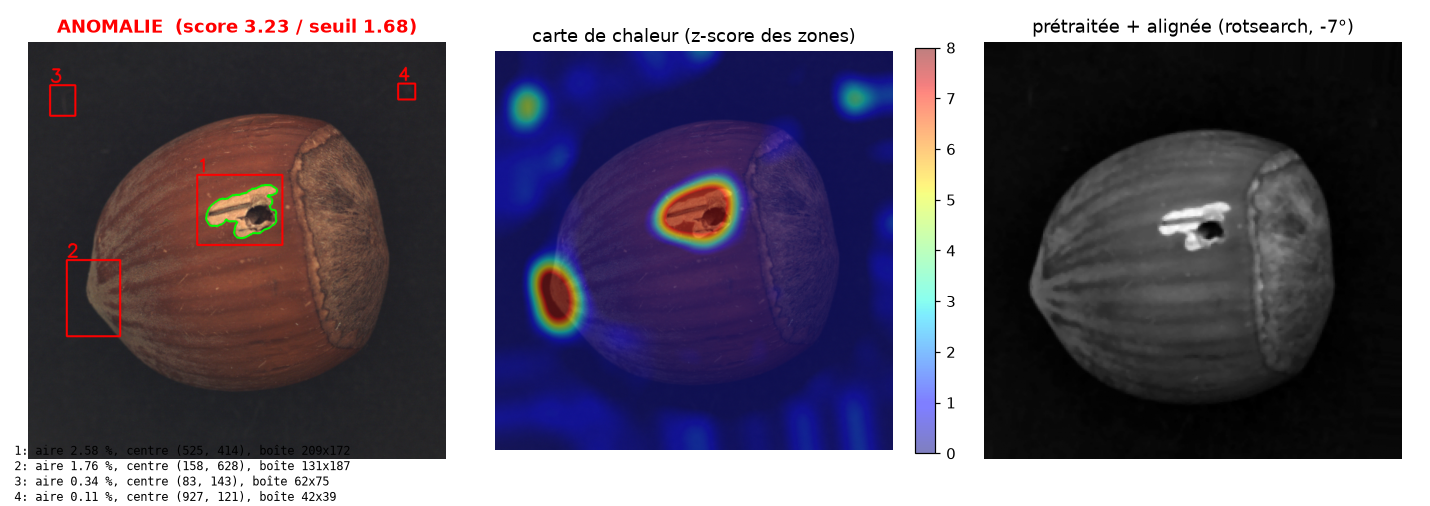 ANOMALIE (score 3.23 / seuil 1.68)
carte de chaleur (z-score des zones)
prétraitée + alignée (rotsearch, -7°)
3
4
1
2
8
7
6
5
4
3
2
1
0
1: aire 2.58 %, centre (525, 414), boîte 209x172
2: aire 1.76 %, centre (158, 628), boîte 131x187
3: aire 0.34 %, centre (83, 143), boîte 62x75
4: aire 0.11 %, centre (927, 121), boîte 42x39